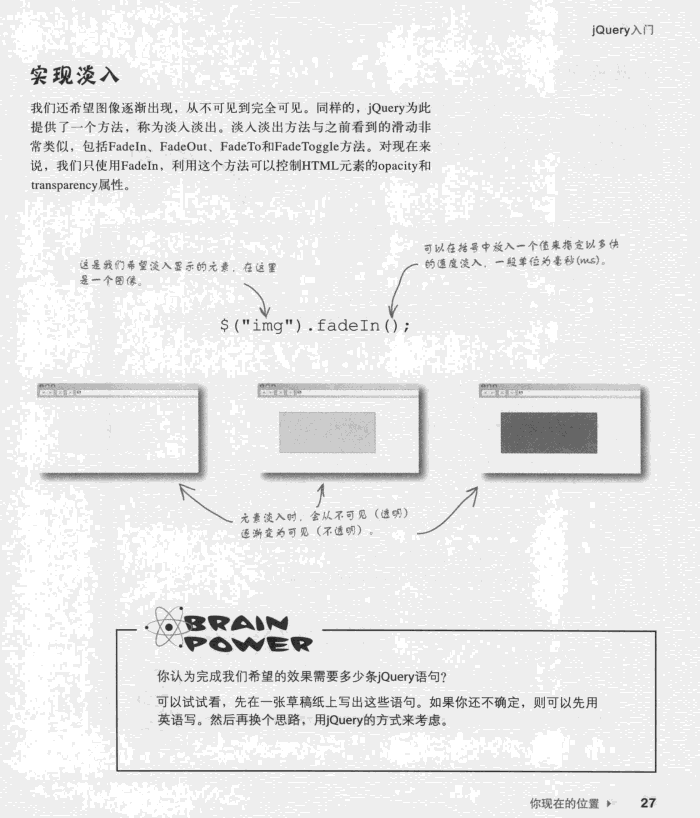 jQuery入门
实现淡入
我们还希望图像逐渐出现，从不可见到完全可见。同样的，jQuery为此
提供了一个方法，称为淡入淡出。淡入淡出方法与之前看到的滑动非
常类似，包括FadeIn、FadeOut、FadeTo和FadeToggle方法。对现在来
说，我们只使用FadeIn，利用这个方法可以控制HTML元素的opacity和
transparency属性。
可以在括号中放入一个值来指定以多快
的速度淡入，一般单位为毫秒(ms)。
这是我们希望淡入显示的元素，在这里
是一个图像。
$("img").fadeIn();
元素淡入时，会从不可见（透明）
逐渐变为可见（不透明）。
BRAIN
POWER
你认为完成我们希望的效果需要多少条jQuery语句？
可以试试看，先在一张草稿纸上写出这些语句。如果你还不确定，则可以先用
英语写。然后再换个思路，用jQuery的方式来考虑。
你现在的位置 ▸ 27